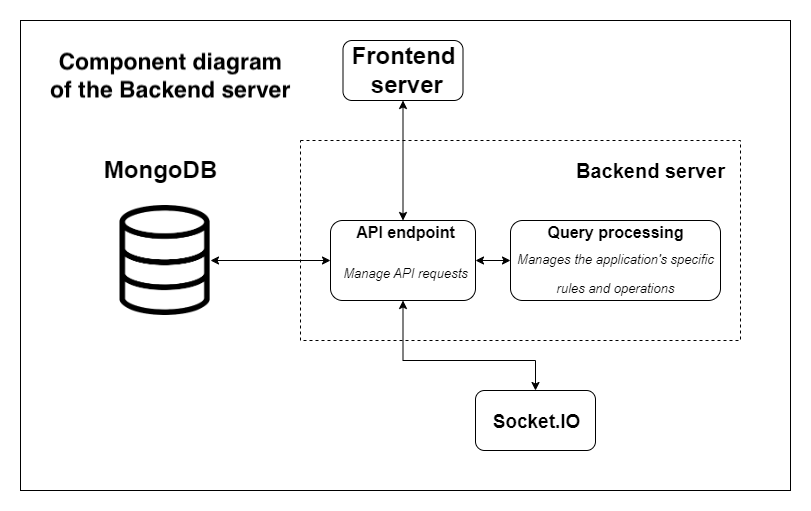 Component diagram
of the Backend server
Frontend
server
MongoDB
Backend server
API endpoint
Manage API requests
Query processing
Manages the application's specific
rules and operations
Socket.IO